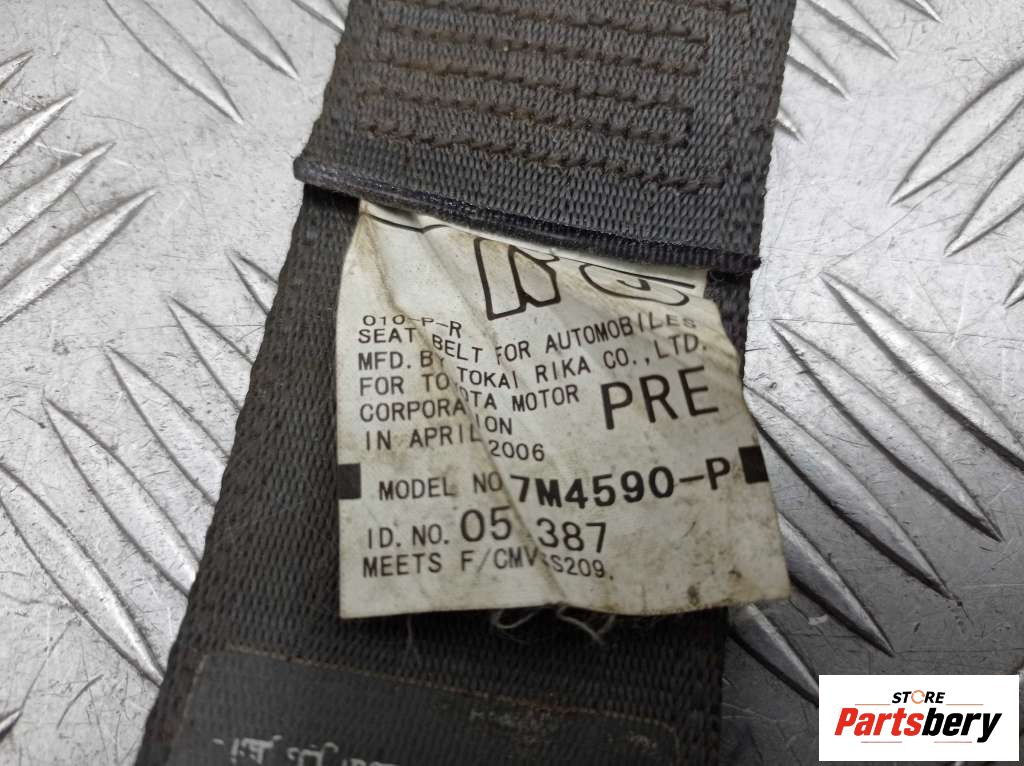 010-P-R
SEAT BELT FOR AUTOMOBILES
MFD. BY TOKAI RIKA CO., LTD.
FOR TOYOTA MOTOR
CORPORATION
PRE
IN APRIL 2006
MODEL NO 7M4590-P
ID. NO. 05 387
MEETS F/CMVSS209.
STORE
Partsbery